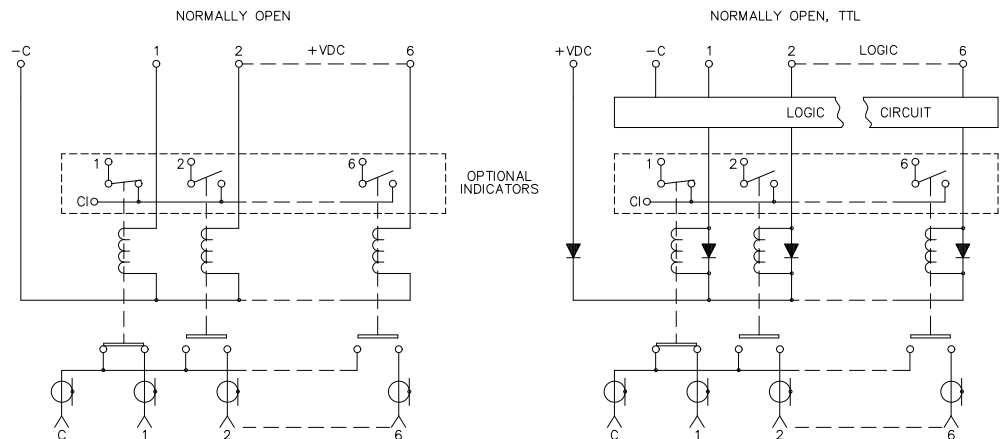 NORMALLY OPEN
NORMALLY OPEN, TTL
-C 1 2 +VDC 6
+VDC -C 1 2 LOGIC 6
LOGIC CIRCUIT
1 2 6
OPTIONAL
INDICATORS
1 2 6
CI
CI
C 1 2 6
C 1 2 6